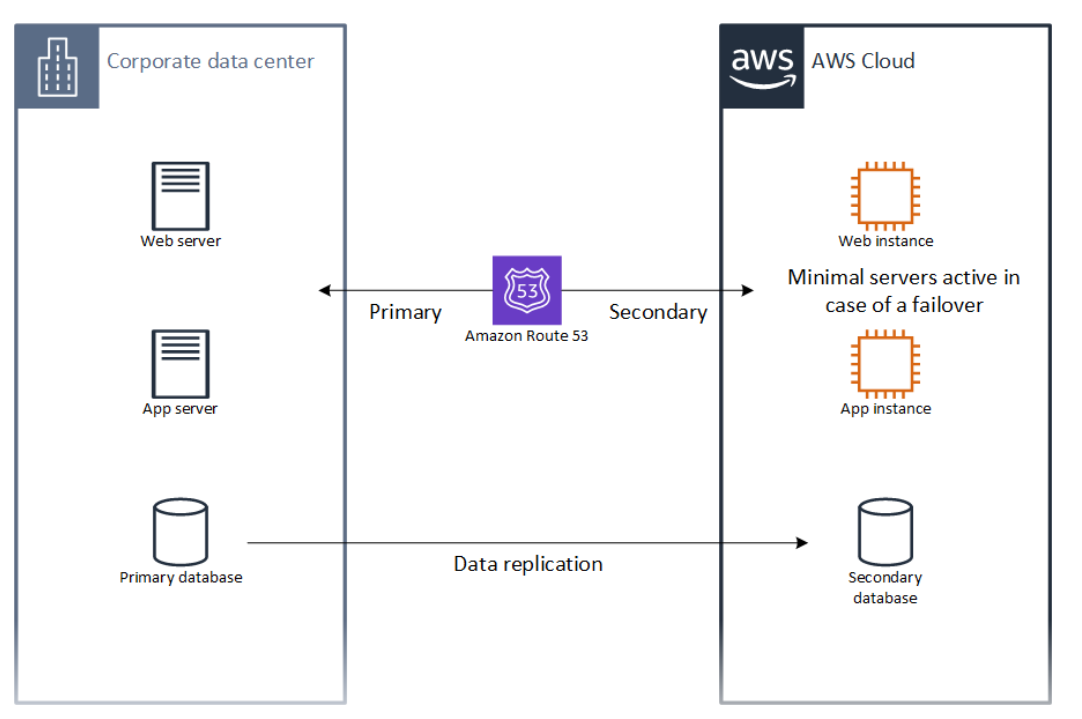 Corporate data center
aws
AWS Cloud
Web server
Web instance
Minimal servers active in
case of a failover
53
Primary
Secondary
Amazon Route 53
App server
App instance
Data replication
Primary database
Secondary
database